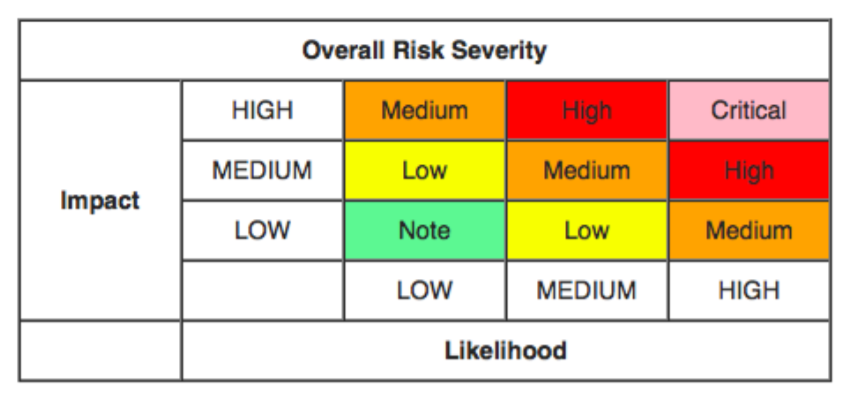 Overall Risk Severity
HIGH Medium High Critical
MEDIUM Low Medium High
Impact
LOW Note Low Medium
LOW MEDIUM HIGH
Likelihood